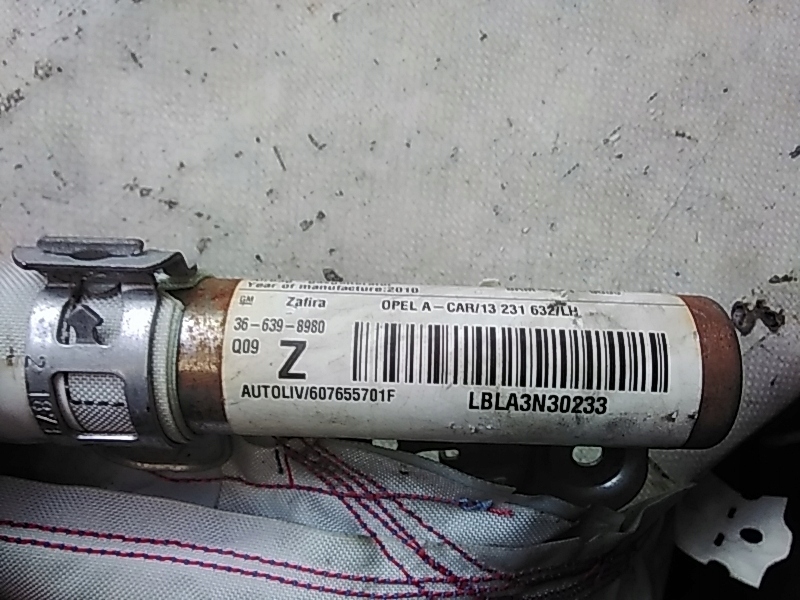 Year of manufacture:2010
GM Zafira OPEL A-CAR/13 231 632/LH
36-639-8980
Q09 Z
AUTOLIV/607655701F
LBLA3N30233